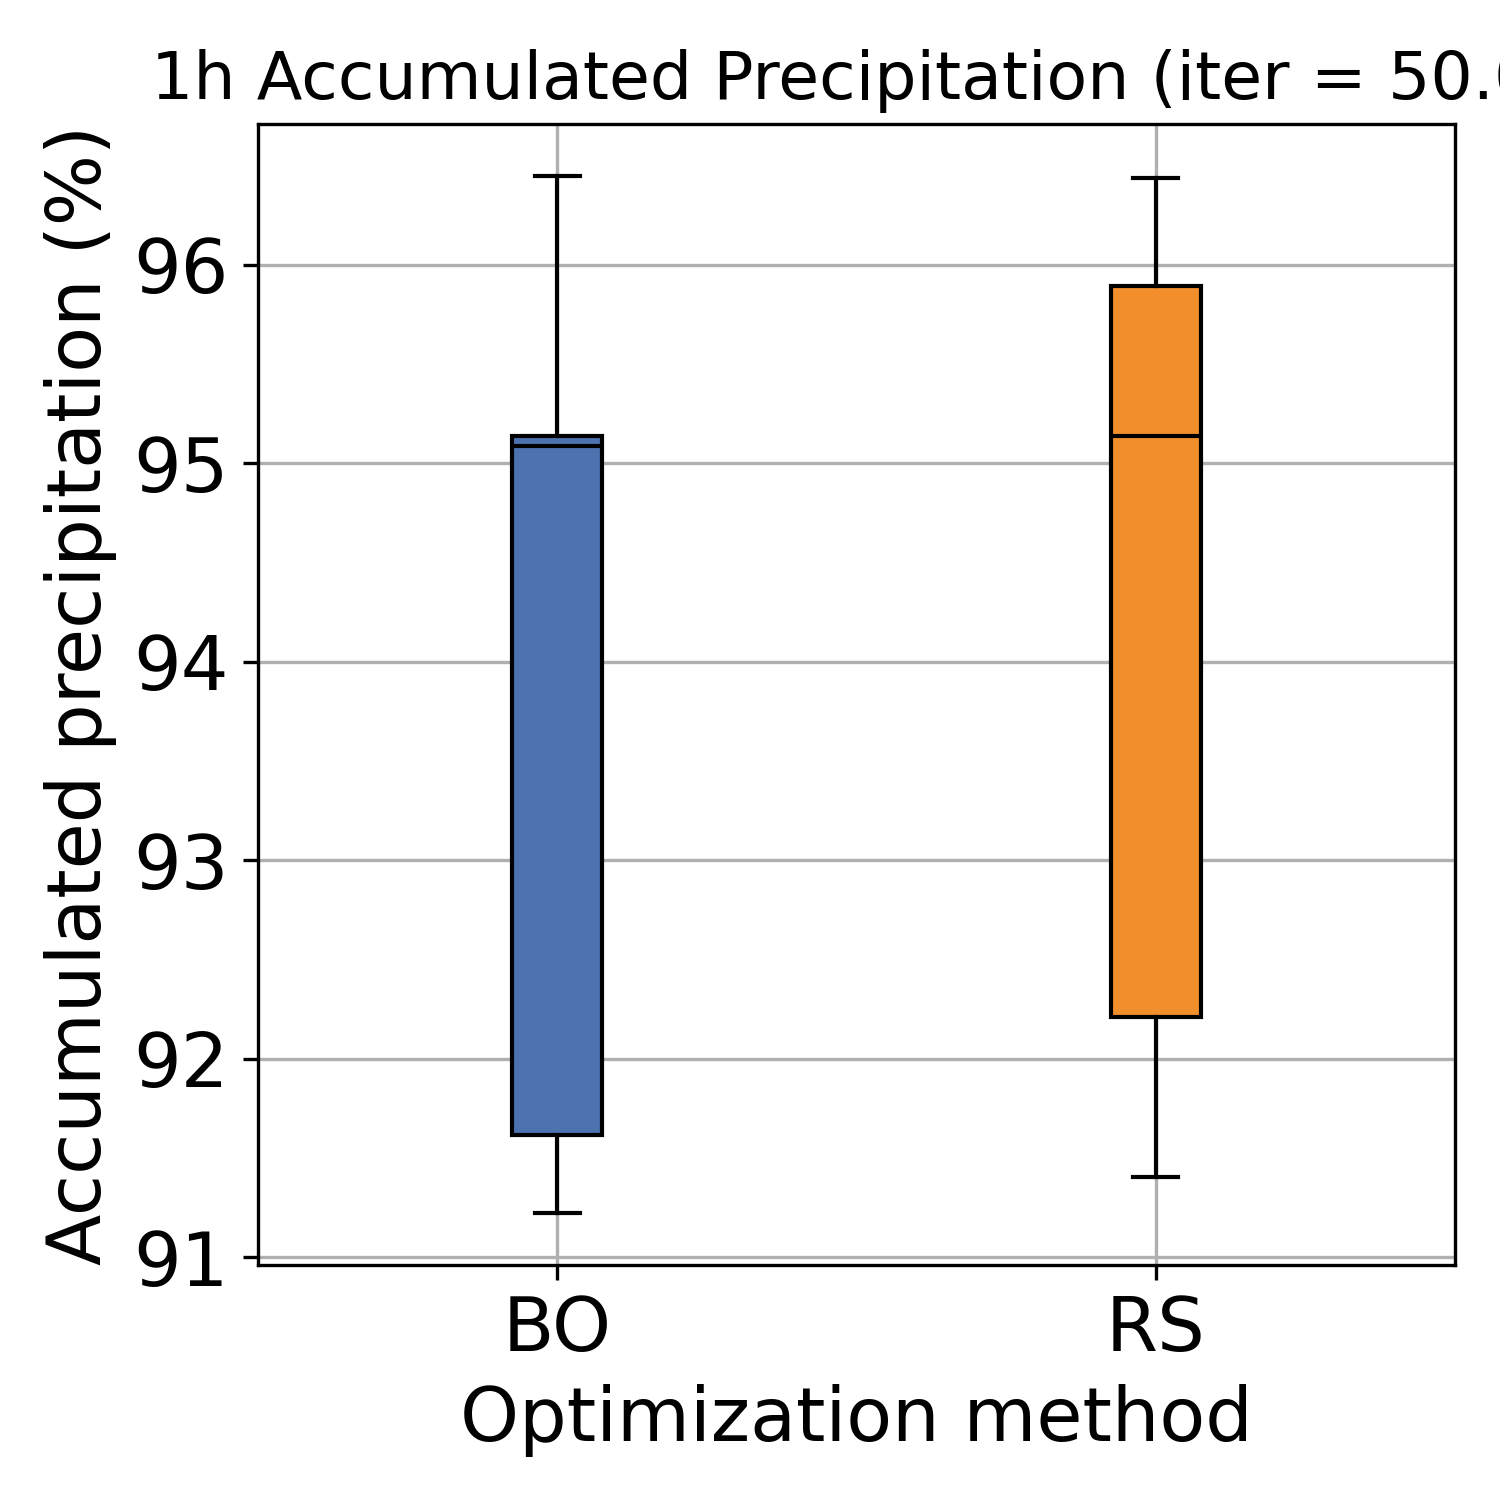 1h Accumulated Precipitation (iter = 50.
Accumulated precipitation (%)
96
95
94
93
92
91
BO RS
Optimization method